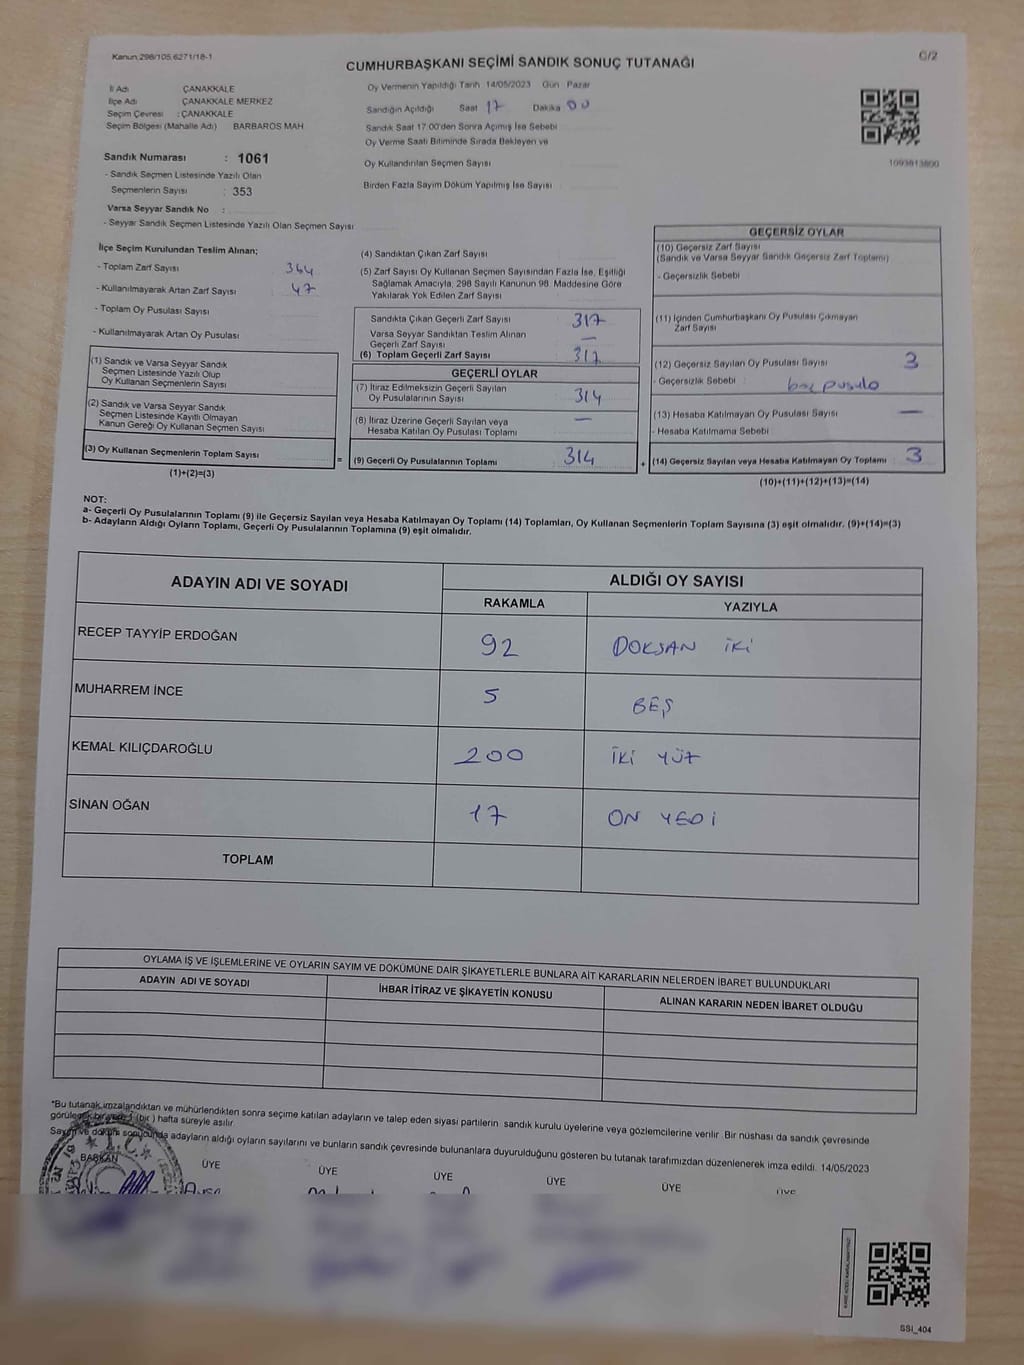 Kanun:298/105,6271/18-1
C/2
CUMHURBAŞKANI SEÇİMİ SANDIK SONUÇ TUTANAĞI
İl Adı ÇANAKKALE
İlçe Adı ÇANAKKALE MERKEZ
Seçim Çevresi : ÇANAKKALE
Seçim Bölgesi (Mahalle Adı) BARBAROS MAH
Sandık Numarası : 1061
- Sandık Seçmen Listesinde Yazılı Olan
Seçmenlerin Sayısı : 353
Varsa Seyyar Sandık No :
- Seyyar Sandık Seçmen Listesinde Yazılı Olan Seçmen Sayısı
Oy Vermenin Yapıldığı Tarih 14/05/2023 Gün Pazar
Sandığın Açıldığı Saat 17 Dakika 00
Sandık Saat 17:00'den Sonra Açılmış İse Sebebi
Oy Verme Saati Bitiminde Sırada Bekleyen ve
Oy Kullandırılan Seçmen Sayısı
Birden Fazla Sayım Döküm Yapılmış İse Sayısı
1093813800
İlçe Seçim Kurulundan Teslim Alınan;
- Toplam Zarf Sayısı 364
- Kullanılmayarak Artan Zarf Sayısı 47
- Toplam Oy Pusulası Sayısı
- Kullanılmayarak Artan Oy Pusulası
(1) Sandık ve Varsa Seyyar Sandık
Seçmen Listesinde Yazılı Olup
Oy Kullanan Seçmenlerin Sayısı
(2) Sandık ve Varsa Seyyar Sandık
Seçmen Listesinde Kayıtlı Olmayan
Kanun Gereği Oy Kullanan Seçmen Sayısı
(3) Oy Kullanan Seçmenlerin Toplam Sayısı
(1)+(2)=(3)
(4) Sandıktan Çıkan Zarf Sayısı
(5) Zarf Sayısı Oy Kullanan Seçmen Sayısından Fazla İse, Eşitliği
Sağlamak Amacıyla, 298 Sayılı Kanunun 98. Maddesine Göre
Yakılarak Yok Edilen Zarf Sayısı
Sandıkta Çıkan Geçerli Zarf Sayısı 317
Varsa Seyyar Sandıktan Teslim Alınan
Geçerli Zarf Sayısı —
(6) Toplam Geçerli Zarf Sayısı 317
GEÇERLİ OYLAR
(7) İtiraz Edilmeksizin Geçerli Sayılan
Oy Pusulalarının Sayısı 314
(8) İtiraz Üzerine Geçerli Sayılan veya
Hesaba Katılan Oy Pusulası Toplamı —
= (9) Geçerli Oy Pusulalarının Toplamı 314 +
GEÇERSİZ OYLAR
(10) Geçersiz Zarf Sayısı
(Sandık ve Varsa Seyyar Sandık Geçersiz Zarf Toplamı)
- Geçersizlik Sebebi
(11) İçinden Cumhurbaşkanı Oy Pusulası Çıkmayan
Zarf Sayısı
(12) Geçersiz Sayılan Oy Pusulası Sayısı 3
- Geçersizlik Sebebi : boş pusula
(13) Hesaba Katılmayan Oy Pusulası Sayısı —
- Hesaba Katılmama Sebebi
(14) Geçersiz Sayılan veya Hesaba Katılmayan Oy Toplamı 3
(10)+(11)+(12)+(13)=(14)
NOT:
a- Geçerli Oy Pusulalarının Toplamı (9) ile Geçersiz Sayılan veya Hesaba Katılmayan Oy Toplamı (14) Toplamları, Oy Kullanan Seçmenlerin Toplam Sayısına (3) eşit olmalıdır. (9)+(14)=(3)
b- Adayların Aldığı Oyların Toplamı, Geçerli Oy Pusulalarının Toplamına (9) eşit olmalıdır.
ADAYIN ADI VE SOYADI ALDIĞI OY SAYISI
RAKAMLA YAZIYLA
RECEP TAYYİP ERDOĞAN 92 DOKSAN İKİ
MUHARREM İNCE 5 BEŞ
KEMAL KILIÇDAROĞLU 200 İKİ YÜZ
SİNAN OĞAN 17 ON YEDİ
TOPLAM
OYLAMA İŞ VE İŞLEMLERİNE VE OYLARIN SAYIM VE DÖKÜMÜNE DAİR ŞİKAYETLERLE BUNLARA AİT KARARLARIN NELERDEN İBARET BULUNDUKLARI
ADAYIN ADI VE SOYADI İHBAR İTİRAZ VE ŞİKAYETİN KONUSU ALINAN KARARIN NEDEN İBARET OLDUĞU
*Bu tutanak imzalandıktan ve mühürlendikten sonra seçime katılan adayların ve talep eden siyasi partilerin sandık kurulu üyelerine veya gözlemcilerine verilir. Bir nüshası da sandık çevresinde
görülecek bir yere 1 (bir ) hafta süreyle asılır.
Sayım ve döküm sonucunda adayların aldığı oyların sayılarını ve bunların sandık çevresinde bulunanlara duyurulduğunu gösteren bu tutanak tarafımızdan düzenlenerek imza edildi. 14/05/2023
BAŞKAN ÜYE ÜYE ÜYE ÜYE ÜYE ÜYE
T.C.
SSİ_404